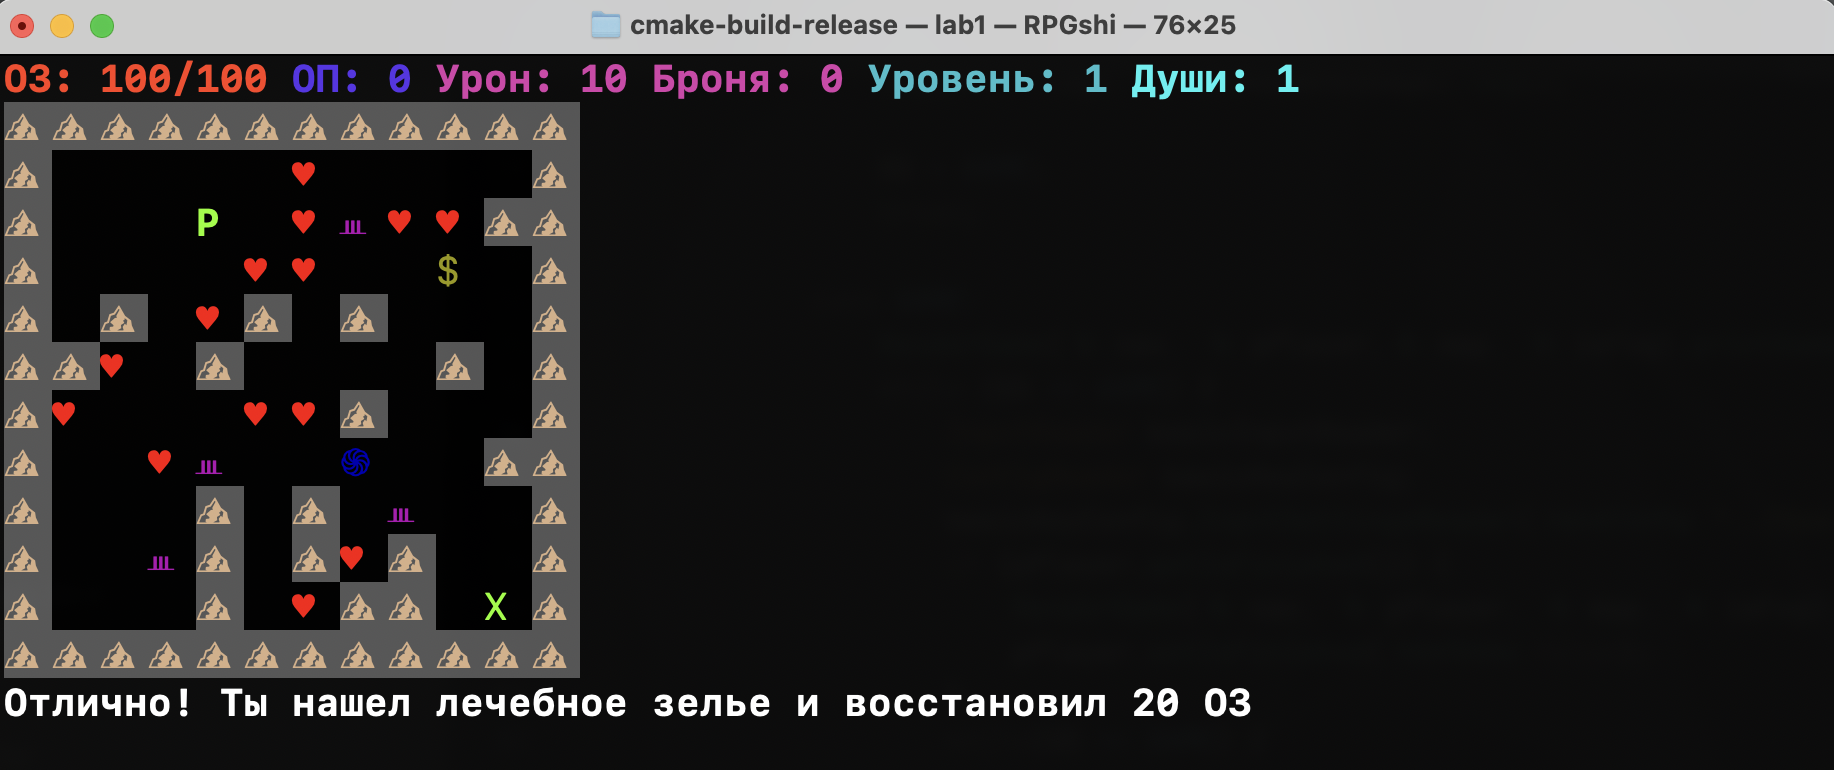 cmake-build-release — lab1 — RPGshi — 76×25
ОЗ: 100/100 ОП: 0 Урон: 10 Броня: 0 Уровень: 1 Души: 1
P
$
X
Отлично! Ты нашел лечебное зелье и восстановил 20 ОЗ